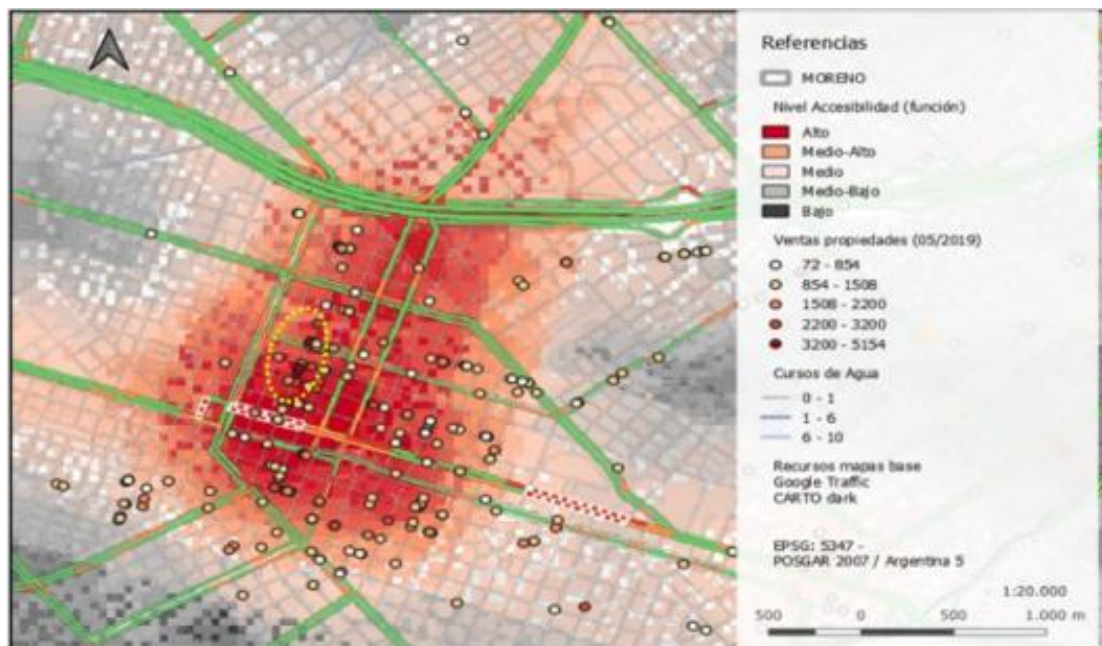 Referencias
MORENO
Nivel Accesibilidad (función)
Alto
Medio-Alto
Medio
Medio-Bajo
Bajo
Ventas propiedades (05/2019)
72 - 854
854 - 1508
1508 - 2200
2200 - 3200
3200 - 5154
Cursos de Agua
0 - 1
1 - 6
6 - 10
Recursos mapas base
Google Traffic
CARTO dark
EPSG: 5347 -
POSGAR 2007 / Argentina 5
1:20.000
500 0 500 1.000 m